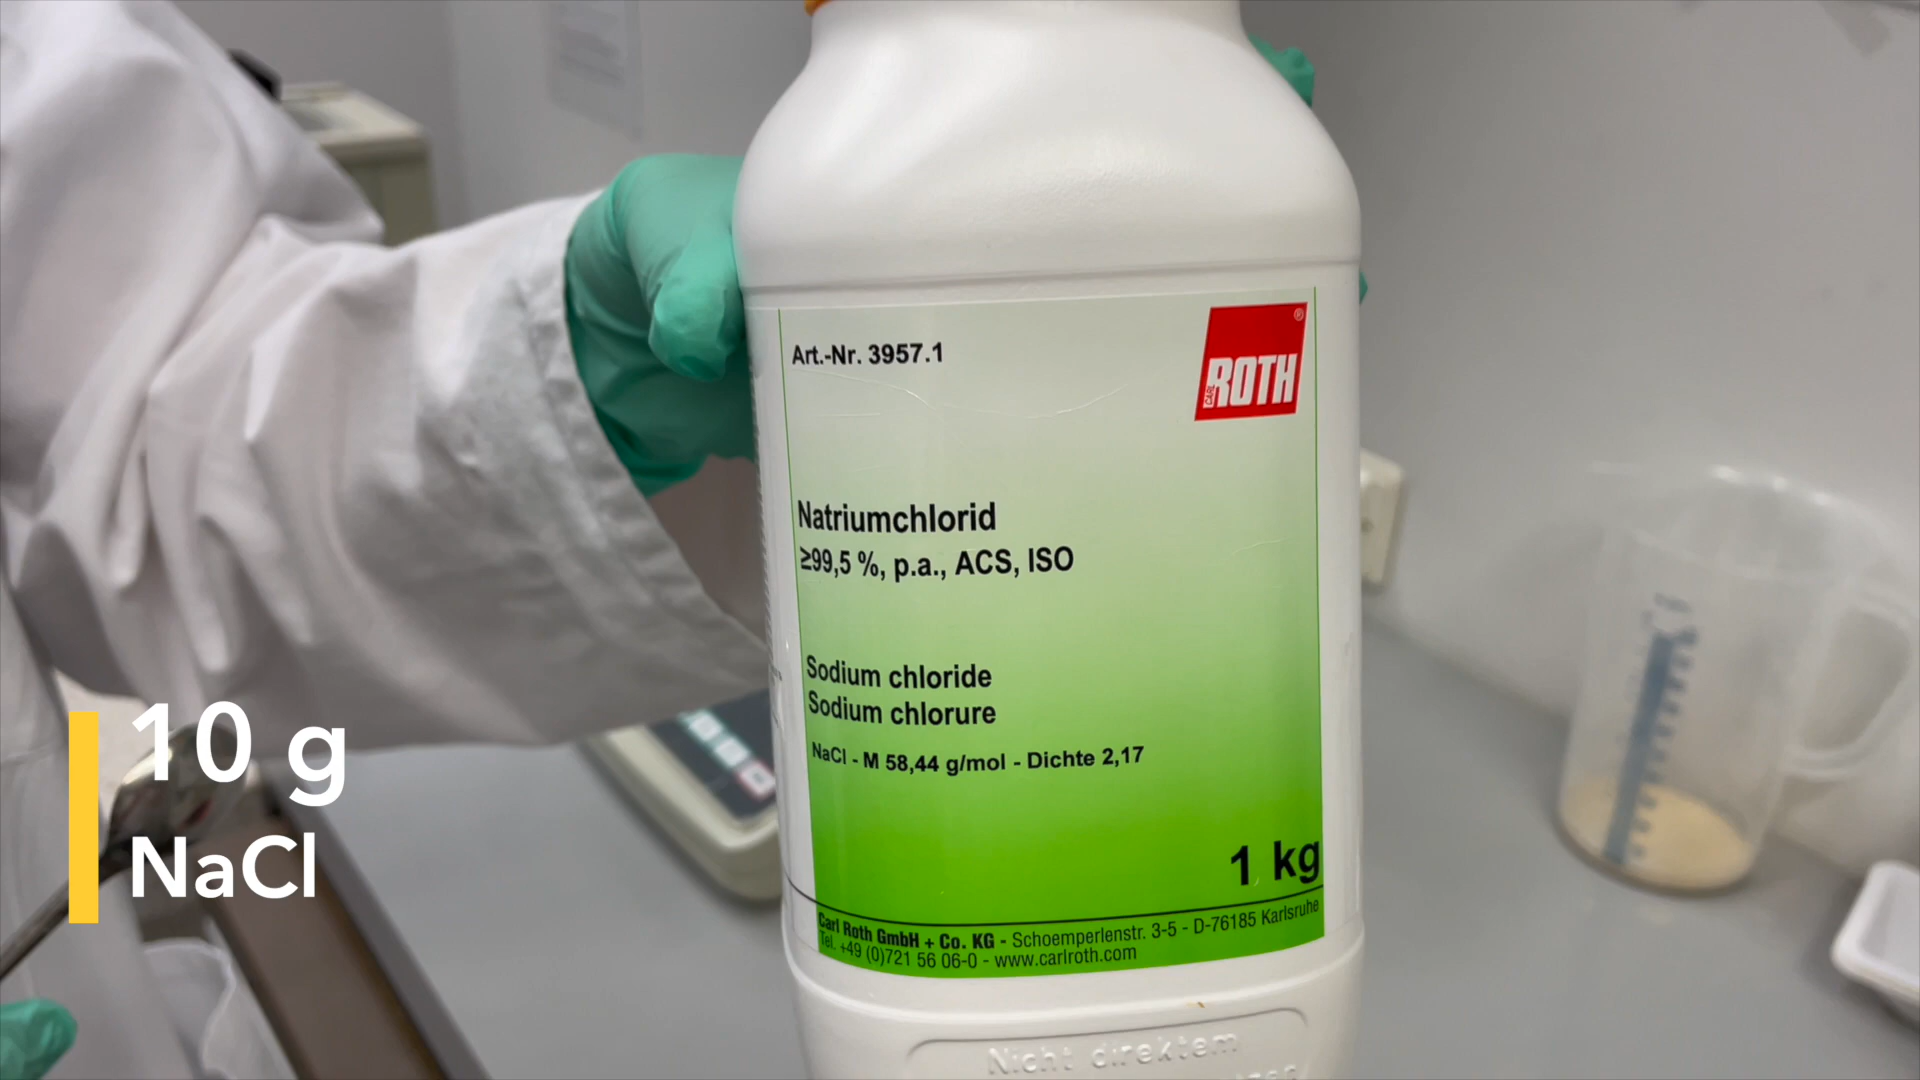 Art.-Nr. 3957.1
®
CARL ROTH
Natriumchlorid
≥99,5 %, p.a., ACS, ISO
Sodium chloride
Sodium chlorure
NaCl - M 58,44 g/mol - Dichte 2,17
1 kg
Carl Roth GmbH + Co. KG - Schoemperlenstr. 3-5 - D-76185 Karlsruhe
Tel. +49 (0)721 56 06-0 - www.carlroth.com
Nicht direktem
10 g
NaCl